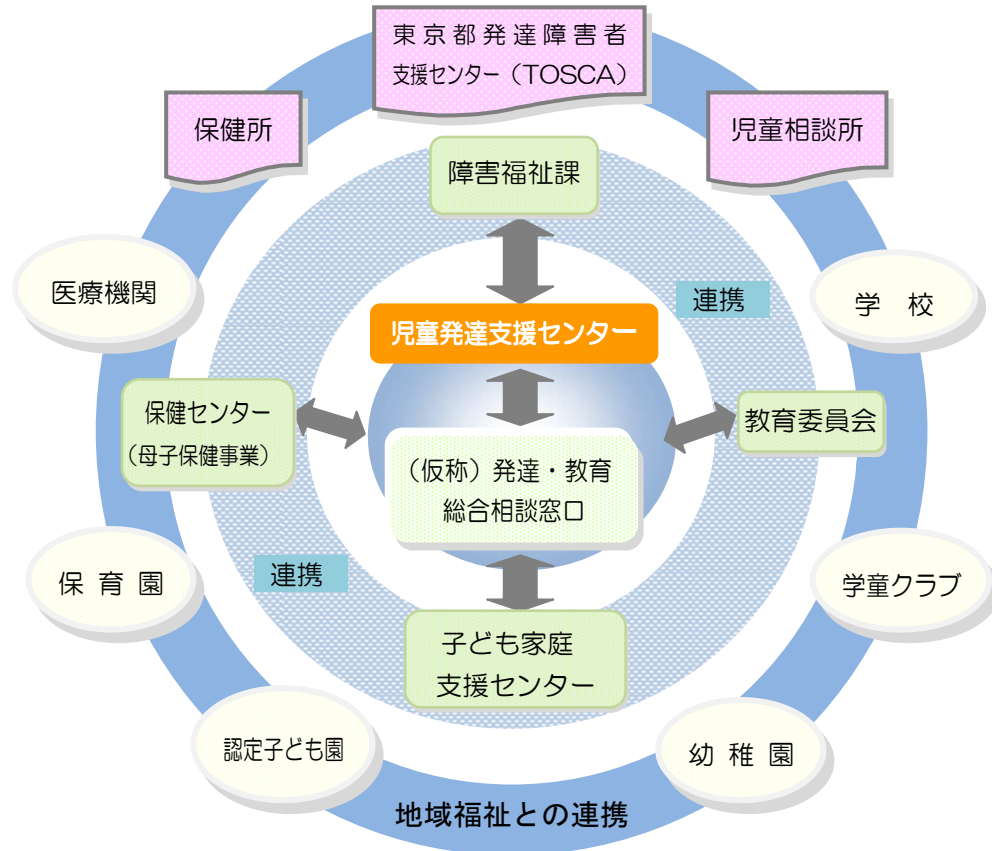 東京都発達障害者
支援センター（TOSCA）
保健所
児童相談所
障害福祉課
医療機関
連携
学　校
児童発達支援センター
保健センター
（母子保健事業）
教育委員会
（仮称）発達・教育
総合相談窓口
保 育 園
連携
学童クラブ
子ども家庭
支援センター
認定子ども園
幼 稚 園
地域福祉との連携